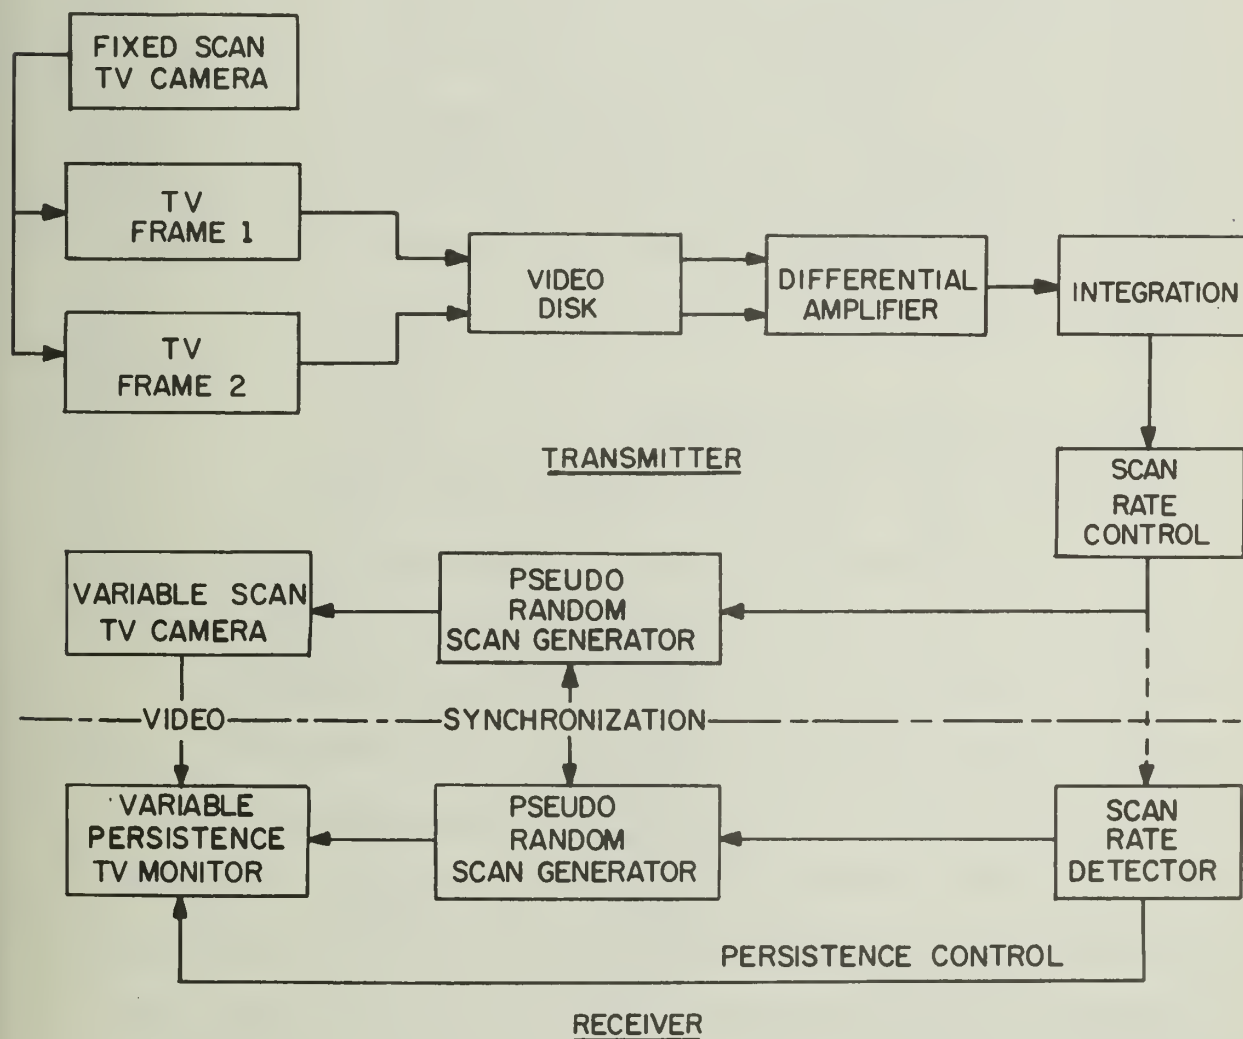 FIXED SCAN
TV CAMERA
TV
FRAME 1
TV
FRAME 2
VIDEO
DISK
DIFFERENTIAL
AMPLIFIER
INTEGRATION
TRANSMITTER
SCAN
RATE
CONTROL
VARIABLE SCAN
TV CAMERA
PSEUDO
RANDOM
SCAN GENERATOR
VIDEO
SYNCHRONIZATION
VARIABLE
PERSISTENCE
TV MONITOR
PSEUDO
RANDOM
SCAN GENERATOR
SCAN
RATE
DETECTOR
PERSISTENCE CONTROL
RECEIVER